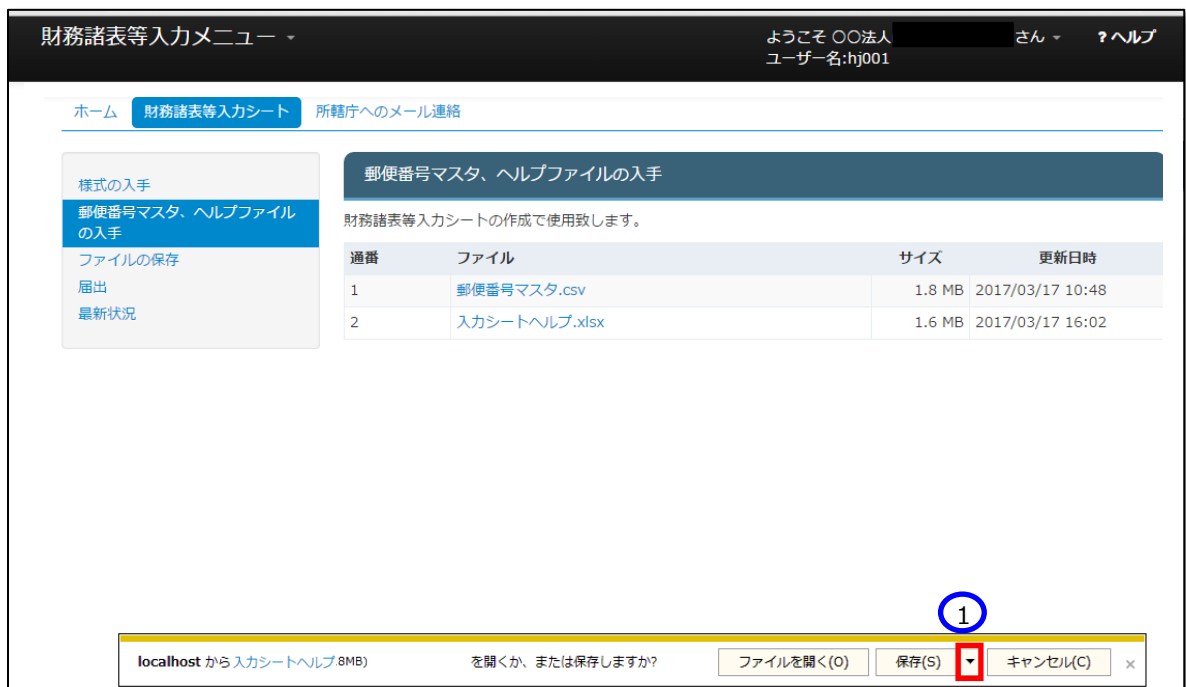 財務諸表等入力メニュー
ようこそ 〇〇法人 さん
?ヘルプ
ユーザー名:hj001
ホーム 財務諸表等入力シート 所轄庁へのメール連絡
様式の入手
郵便番号マスタ、ヘルプファイル
の入手
ファイルの保存
届出
最新状況
郵便番号マスタ、ヘルプファイルの入手
財務諸表等入力シートの作成で使用致します。
通番 ファイル サイズ 更新日時
1 郵便番号マスタ.csv 1.8 MB 2017/03/17 10:48
2 入力シートヘルプ.xlsx 1.6 MB 2017/03/17 16:02
1
localhost から 入力シートヘルプ.8MB) を開くか、または保存しますか? ファイルを開く(O) 保存(S) キャンセル(C) ×